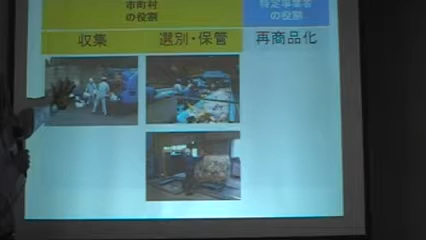 市町村
の役割
特定事業者
の役割
収集
選別・保管
再商品化